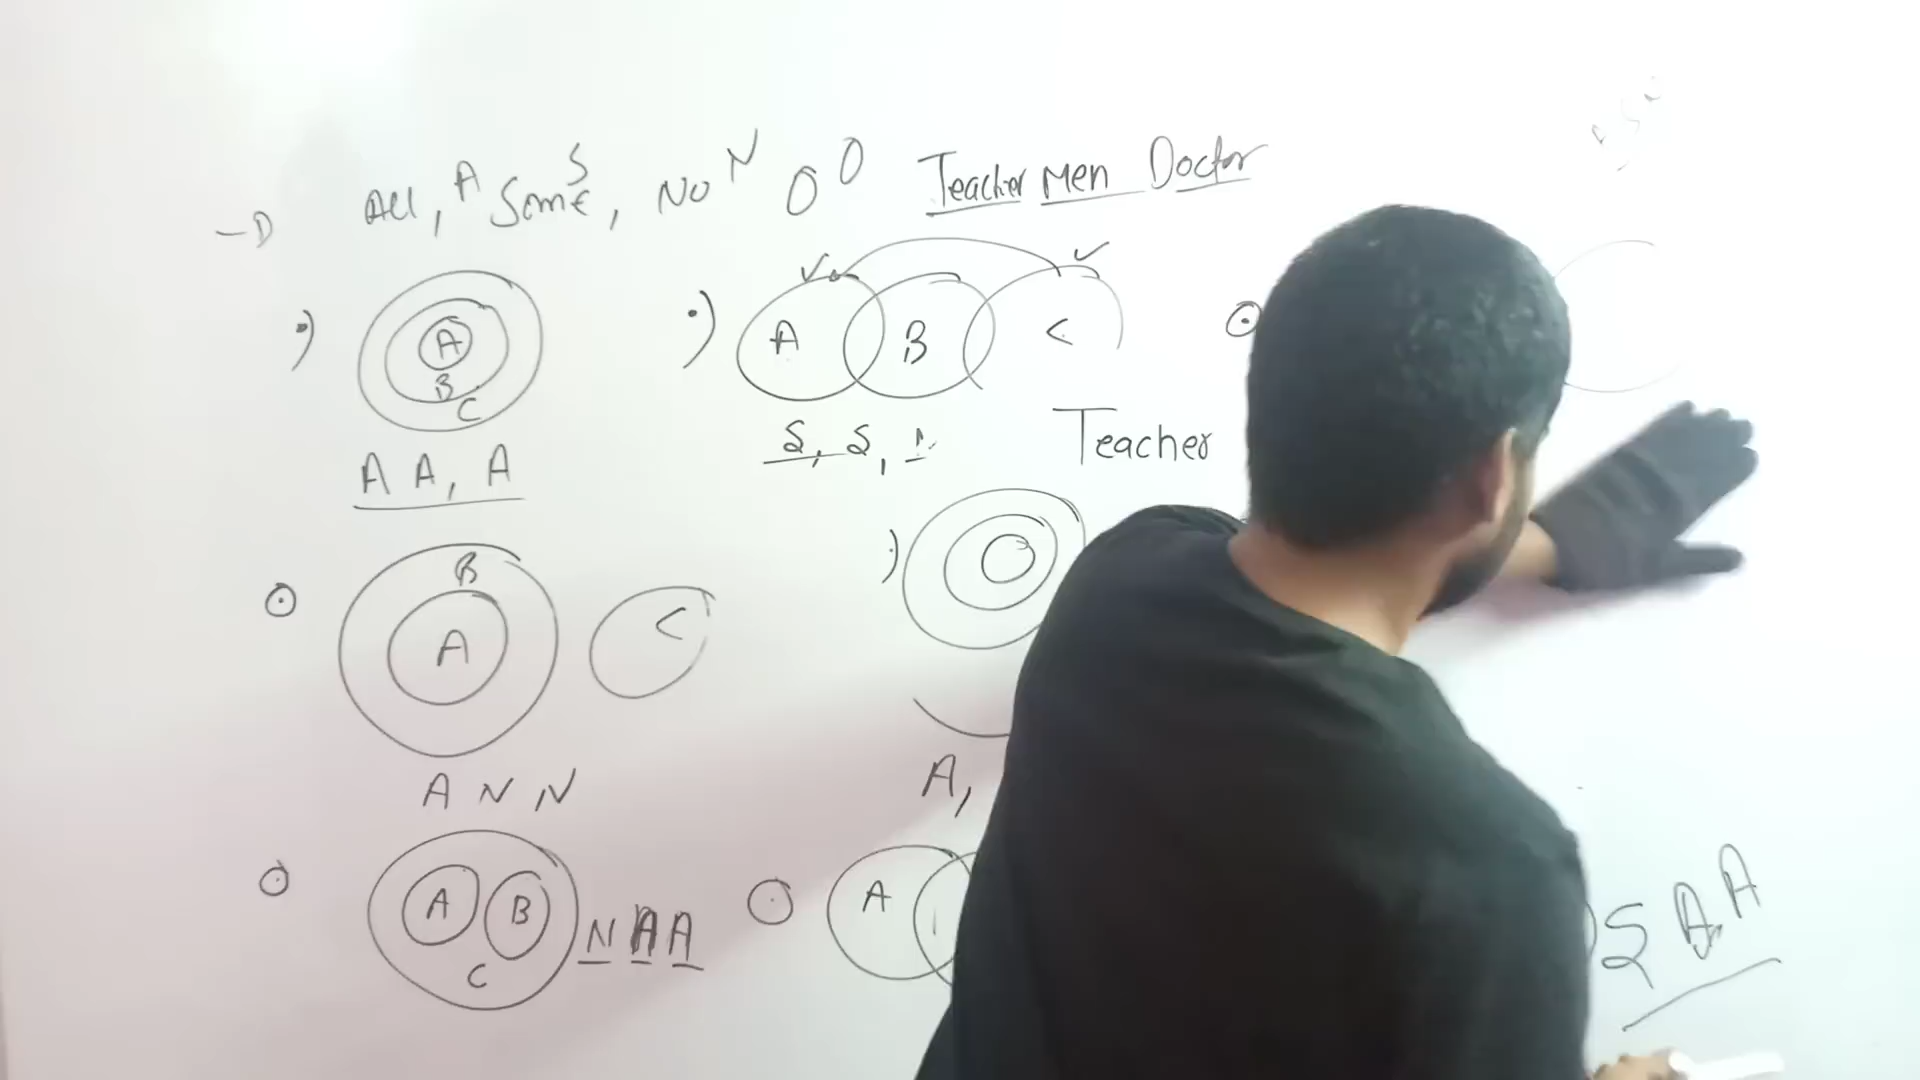 All, A Some S, No N Teacher Men Doctor
A B C
A B C
S, S, N
Teacher
A A, A
B A C
A N N
A,
A B C
N A A
A
S A A